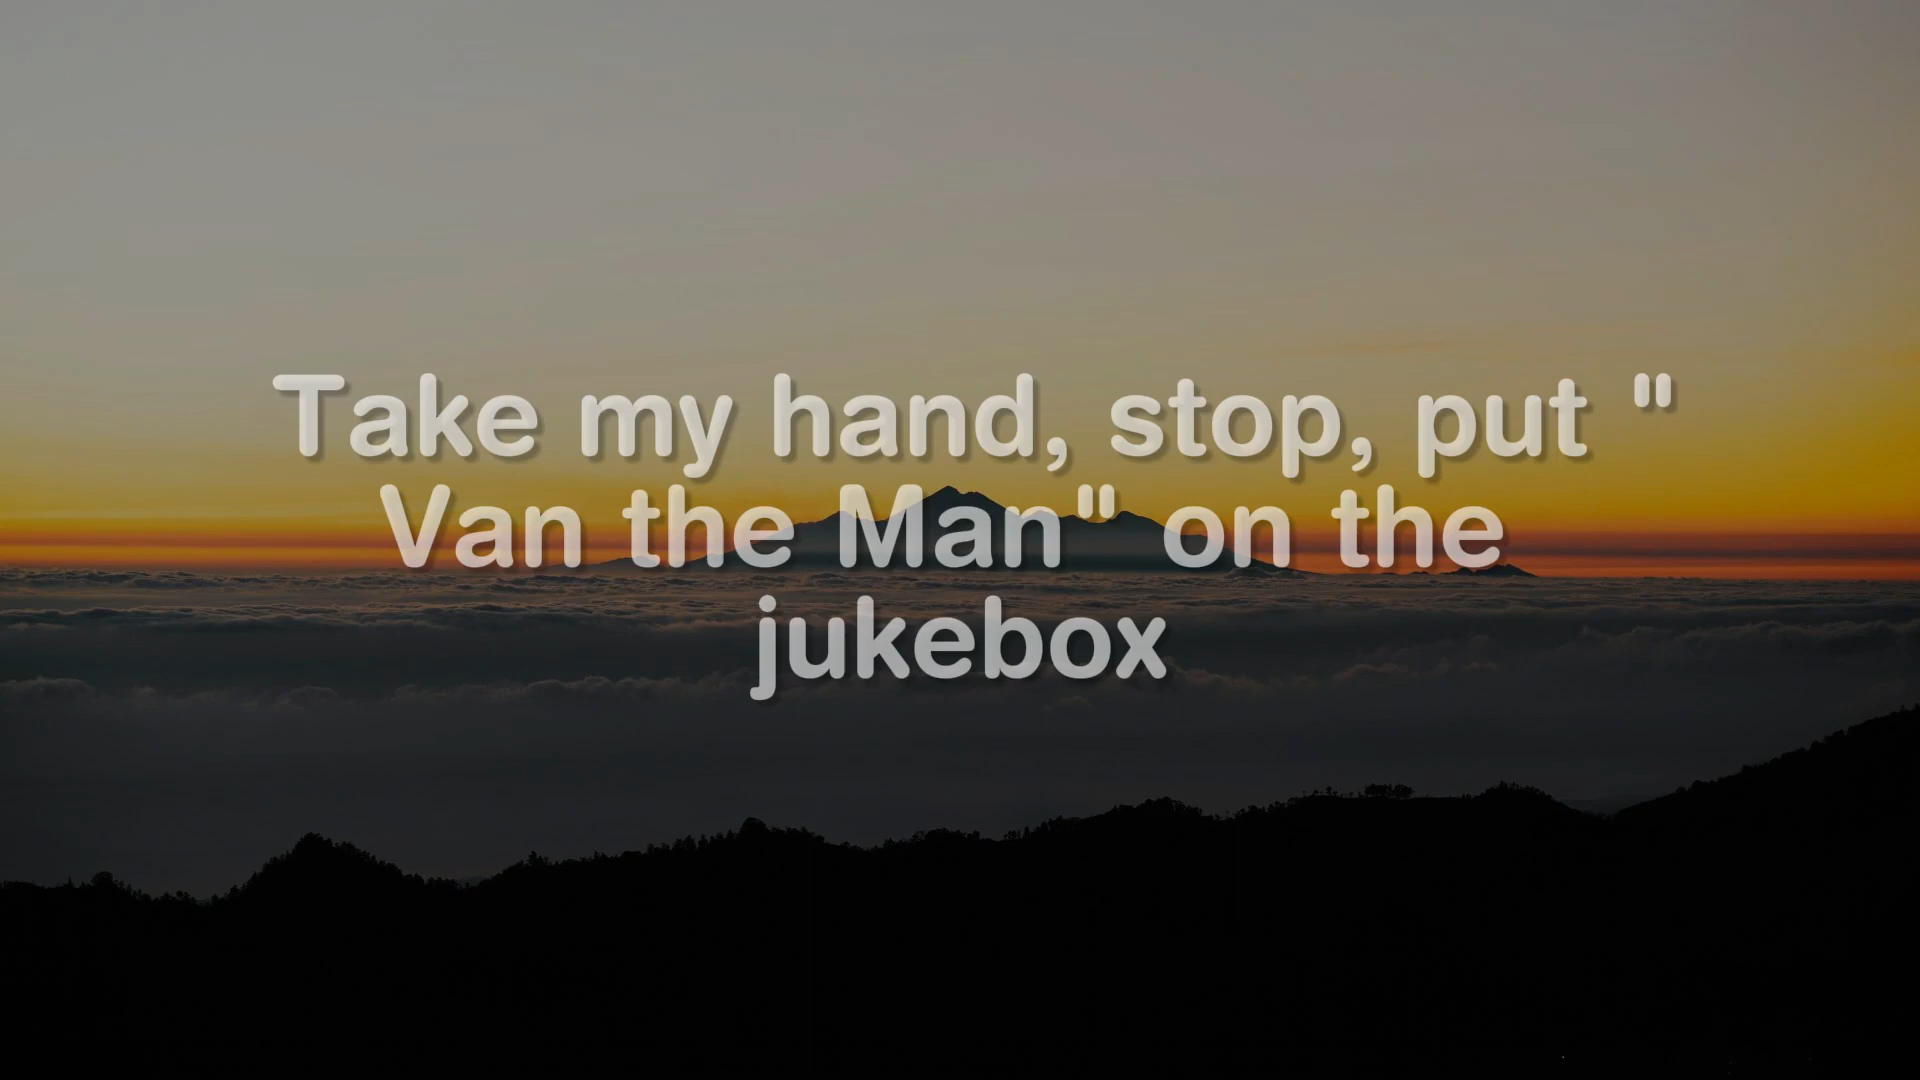 Take my hand, stop, put "
Van the Man" on the
jukebox